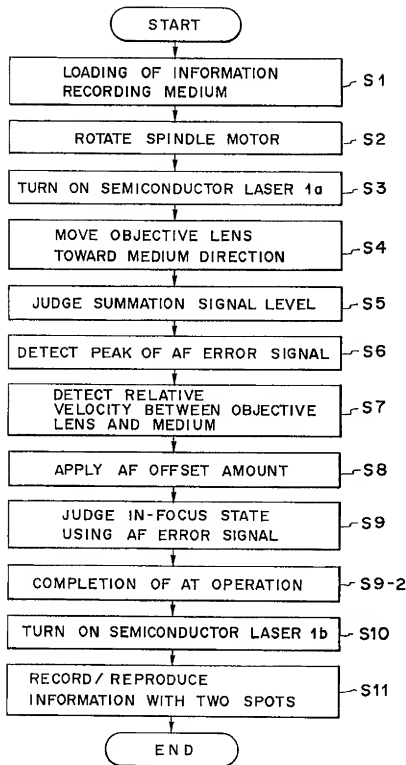 START
LOADING OF INFORMATION
RECORDING MEDIUM
S1
ROTATE SPINDLE MOTOR
S2
TURN ON SEMICONDUCTOR LASER 1a
S3
MOVE OBJECTIVE LENS
TOWARD MEDIUM DIRECTION
S4
JUDGE SUMMATION SIGNAL LEVEL
S5
DETECT PEAK OF AF ERROR SIGNAL
S6
DETECT RELATIVE
VELOCITY BETWEEN OBJECTIVE
LENS AND MEDIUM
S7
APPLY AF OFFSET AMOUNT
S8
JUDGE IN-FOCUS STATE
USING AF ERROR SIGNAL
S9
COMPLETION OF AT OPERATION
S9-2
TURN ON SEMICONDUCTOR LASER 1b
S10
RECORD/ REPRODUCE
INFORMATION WITH TWO SPOTS
S11
END